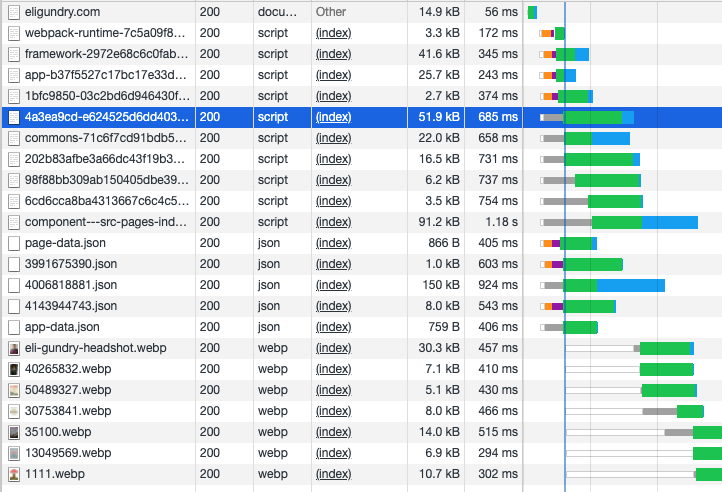 eligundry.com 200 docu... Other 14.9 kB 56 ms
webpack-runtime-7c5a09f8... 200 script (index) 3.3 kB 172 ms
framework-2972e68c6c0fab... 200 script (index) 41.6 kB 345 ms
app-b37f5527c17bc17e33d... 200 script (index) 25.7 kB 243 ms
1bfc9850-03c2bd6d946430f... 200 script (index) 2.7 kB 374 ms
4a3ea9cd-e624525d6dd403... 200 script (index) 51.9 kB 685 ms
commons-71c6f7cd91bdb5... 200 script (index) 22.0 kB 658 ms
202b83afbe3a66dc43f19b3... 200 script (index) 16.5 kB 731 ms
98f88bb309ab150405dbe39... 200 script (index) 6.2 kB 737 ms
6cd6cca8ba4313667c6c4c5... 200 script (index) 3.5 kB 754 ms
component---src-pages-ind... 200 script (index) 91.2 kB 1.18 s
page-data.json 200 json (index) 866 B 405 ms
3991675390.json 200 json (index) 1.0 kB 603 ms
4006818881.json 200 json (index) 150 kB 924 ms
4143944743.json 200 json (index) 8.0 kB 543 ms
app-data.json 200 json (index) 759 B 406 ms
eli-gundry-headshot.webp 200 webp (index) 30.3 kB 457 ms
40265832.webp 200 webp (index) 7.1 kB 410 ms
50489327.webp 200 webp (index) 5.1 kB 430 ms
30753841.webp 200 webp (index) 8.0 kB 466 ms
35100.webp 200 webp (index) 14.0 kB 515 ms
13049569.webp 200 webp (index) 6.9 kB 294 ms
1111.webp 200 webp (index) 10.7 kB 302 ms